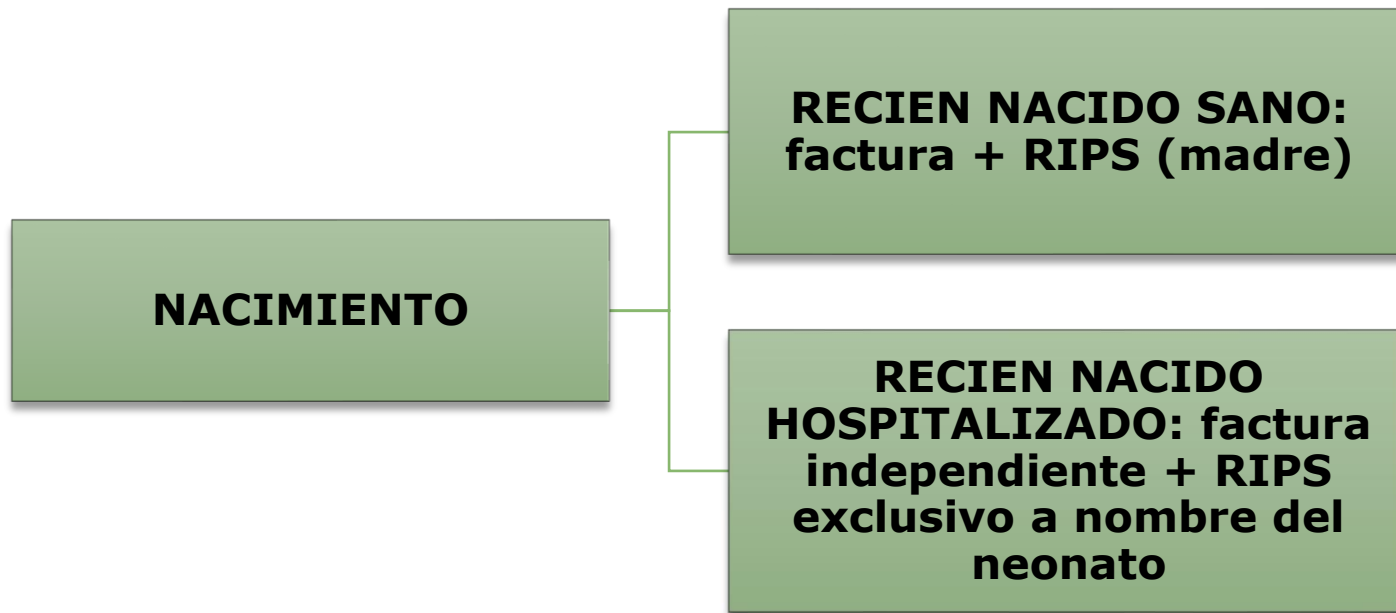 RECIEN NACIDO SANO:
factura + RIPS (madre)
NACIMIENTO
RECIEN NACIDO
HOSPITALIZADO: factura
independiente + RIPS
exclusivo a nombre del
neonato